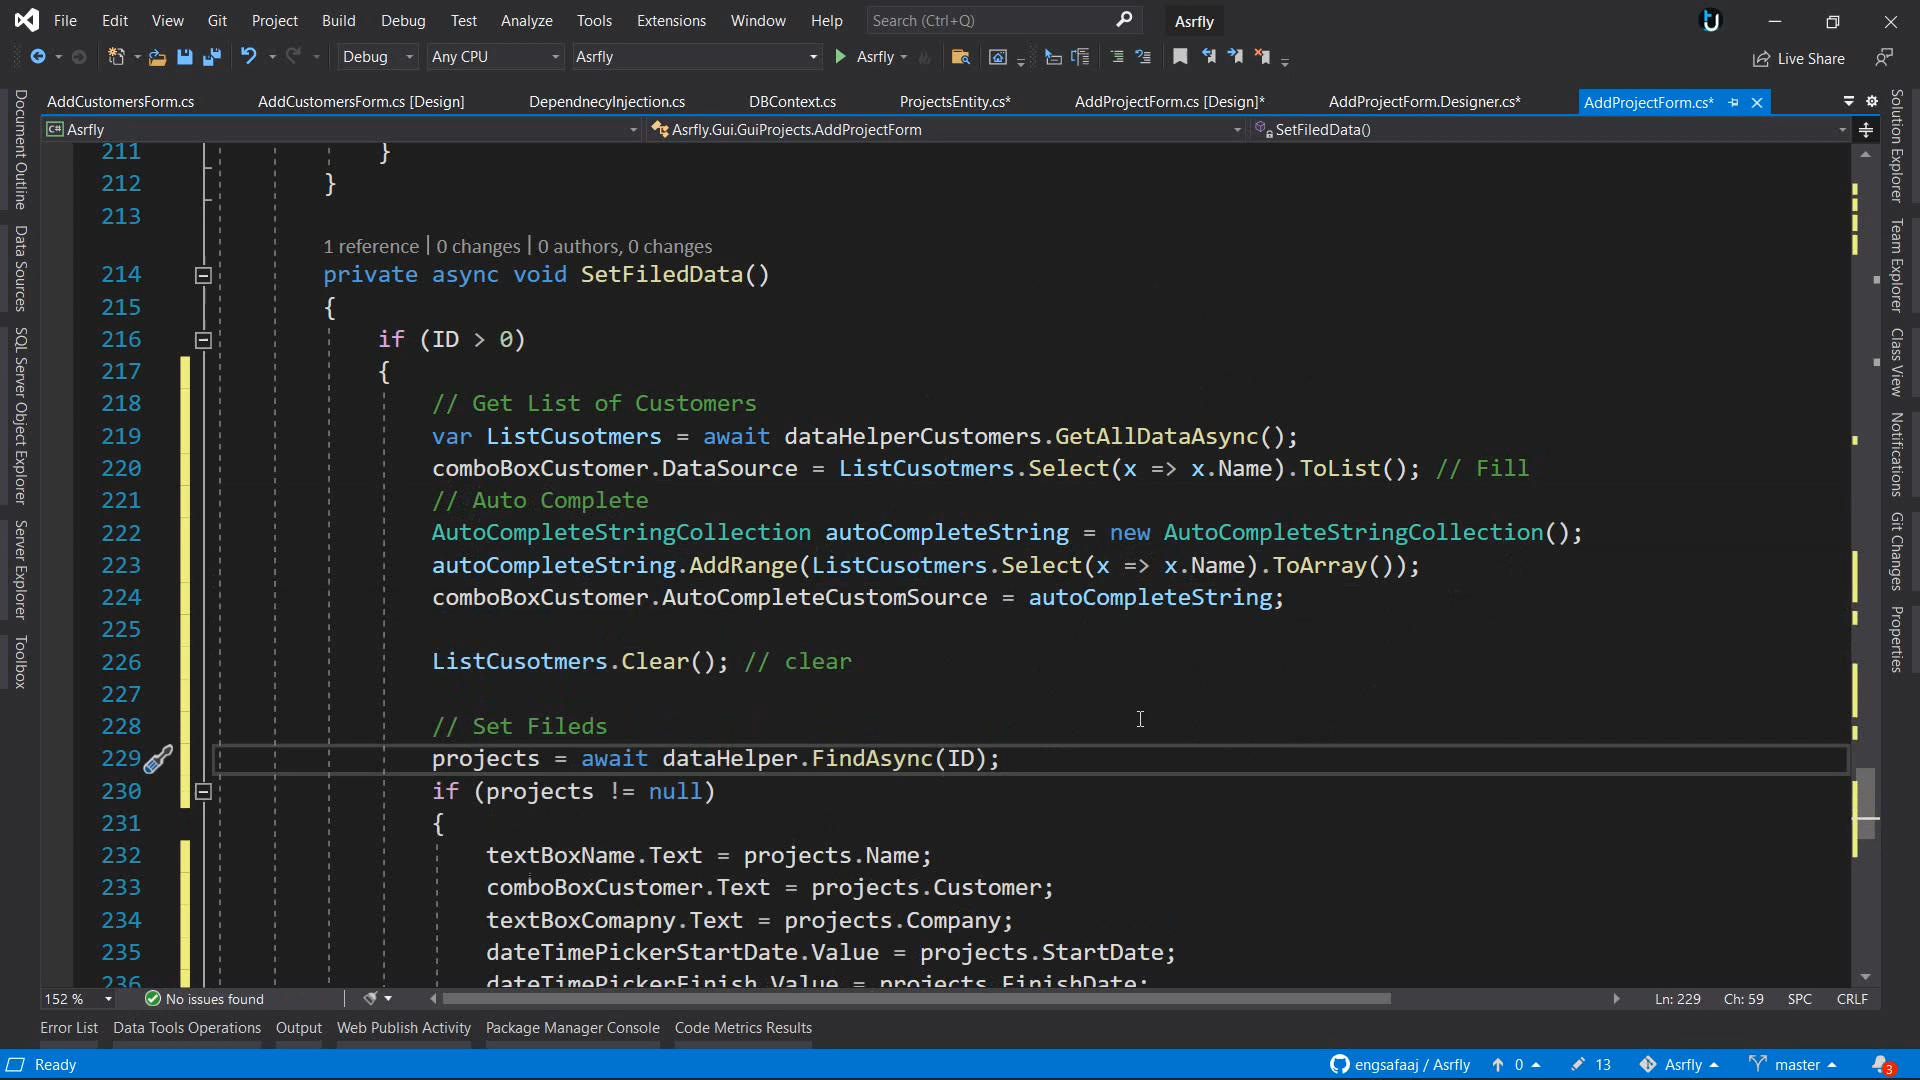 File Edit View Git Project Build Debug Test Analyze Tools Extensions Window Help Search (Ctrl+Q) Asrfly
Debug Any CPU Asrfly Asrfly Live Share
AddCustomersForm.cs AddCustomersForm.cs [Design] DependnecyInjection.cs DBContext.cs ProjectsEntity.cs* AddProjectForm.cs [Design]* AddProjectForm.Designer.cs* AddProjectForm.cs*
C# Asrfly Asrfly.Gui.GuiProjects.AddProjectForm SetFiledData()
211 }
212 }
213
1 reference | 0 changes | 0 authors, 0 changes
214 private async void SetFiledData()
215 {
216 if (ID > 0)
217 {
218 // Get List of Customers
219 var ListCusotmers = await dataHelperCustomers.GetAllDataAsync();
220 comboBoxCustomer.DataSource = ListCusotmers.Select(x => x.Name).ToList(); // Fill
221 // Auto Complete
222 AutoCompleteStringCollection autoCompleteString = new AutoCompleteStringCollection();
223 autoCompleteString.AddRange(ListCusotmers.Select(x => x.Name).ToArray());
224 comboBoxCustomer.AutoCompleteCustomSource = autoCompleteString;
225
226 ListCusotmers.Clear(); // clear
227
228 // Set Fileds
229 projects = await dataHelper.FindAsync(ID);
230 if (projects != null)
231 {
232 textBoxName.Text = projects.Name;
233 comboBoxCustomer.Text = projects.Customer;
234 textBoxComapny.Text = projects.Company;
235 dateTimePickerStartDate.Value = projects.StartDate;
236 dateTimePickerFinish.Value = projects.FinishDate;
152 % No issues found Ln: 229 Ch: 59 SPC CRLF
Error List Data Tools Operations Output Web Publish Activity Package Manager Console Code Metrics Results
Ready engsafaaj / Asrfly 0 13 Asrfly master 3
Document Outline
Data Sources
SQL Server Object Explorer
Server Explorer
Toolbox
Solution Explorer
Team Explorer
Class View
Notifications
Git Changes
Properties